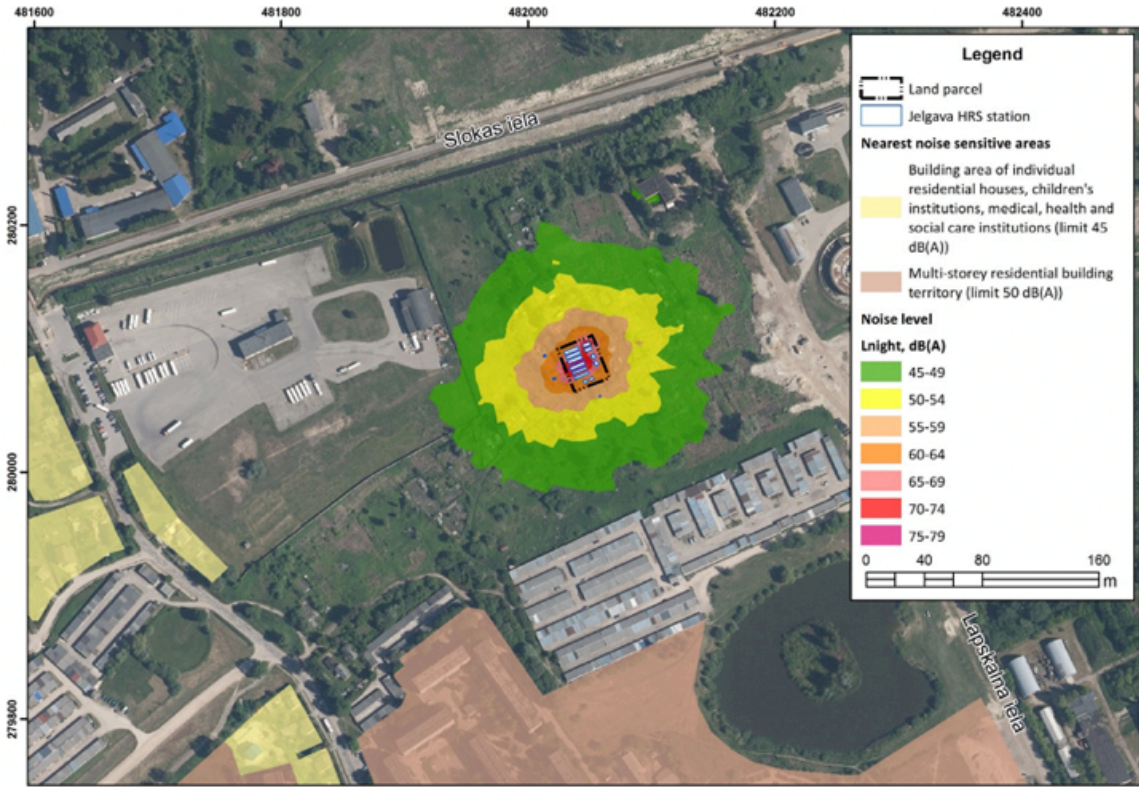 481600 481800 482000 482200 482400
Legend
Land parcel
Jelgava HRS station
Nearest noise sensitive areas
Building area of individual
residential houses, children's
institutions, medical, health and
social care institutions (limit 45
dB(A))
Multi-storey residential building
territory (limit 50 dB(A))
Noise level
Lnight, dB(A)
45-49
50-54
55-59
60-64
65-69
70-74
75-79
0 40 80 160
m
Slokas iela
280200
2800000
279800
Lapskalna iela